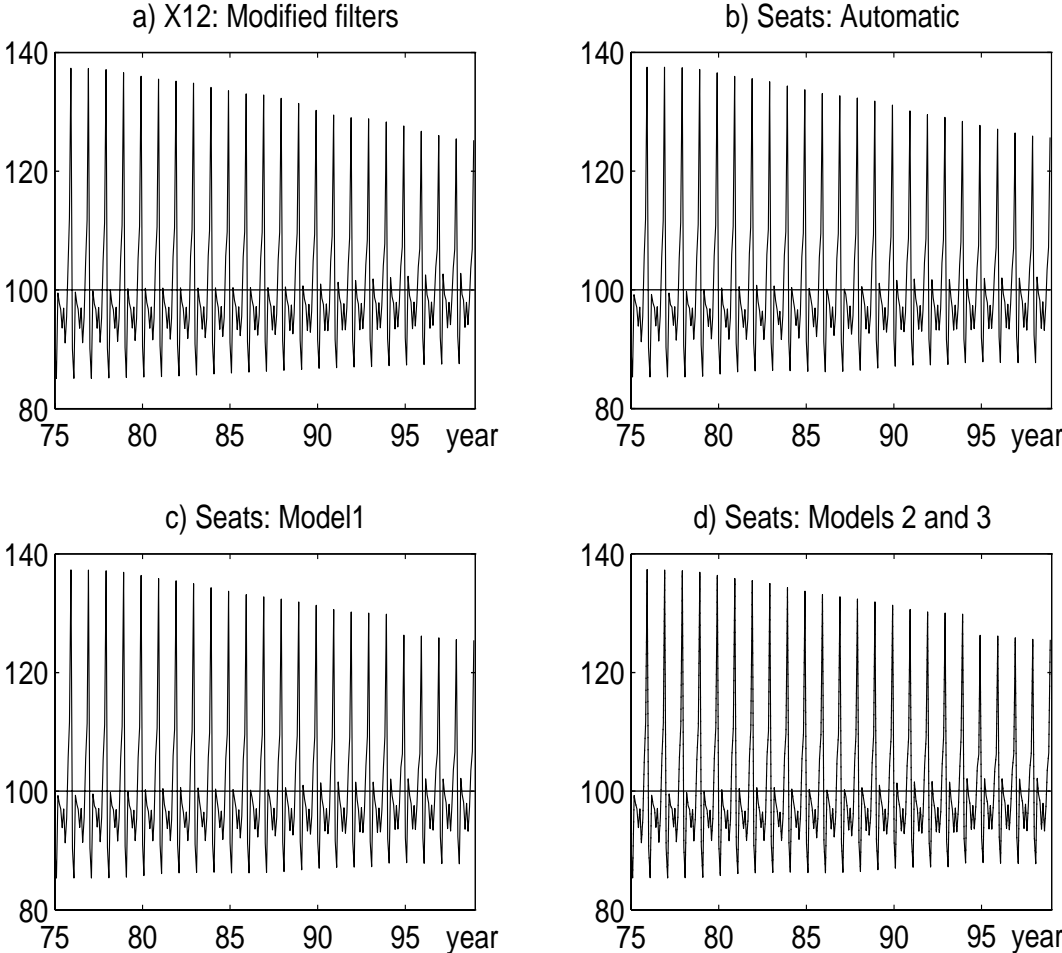 a) X12: Modified filters
140
120
100
80
75 80 85 90 95 year
b) Seats: Automatic
140
120
100
80
75 80 85 90 95 year
c) Seats: Model1
140
120
100
80
75 80 85 90 95 year
d) Seats: Models 2 and 3
140
120
100
80
75 80 85 90 95 year